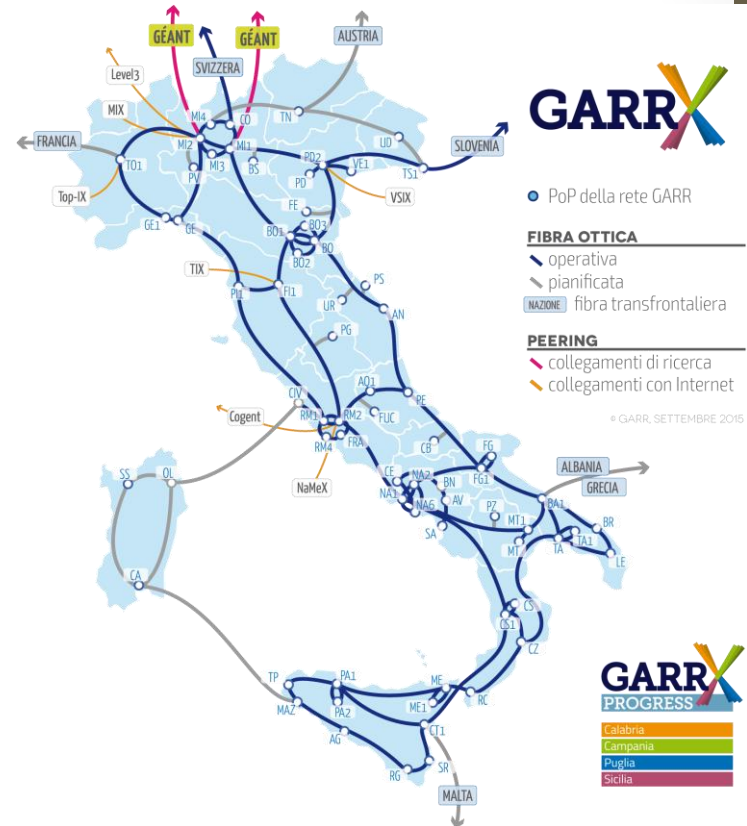 GÉANT
GÉANT
AUSTRIA
SVIZZERA
Level3
MIX
MI4
CO
TN
UD
FRANCIA
MI2
MI1
TO1
MI3
PV
BS
PD2
PD
VE1
TS1
SLOVENIA
Top-IX
VSIX
FE
GE1
GE
BO1
BO3
BO
BO2
TIX
PI1
FI1
PS
UR
AN
PG
CIV
AQ1
PE
RM1
RM2
FUC
Cogent
RM4
FRA
CB
FG
NaMeX
CE
NA2
BN
FG1
ALBANIA
GRECIA
SS
OL
NA1
NA6
AV
PZ
MT1
BA1
SA
MT
TA
TA1
BR
LE
CA
CS
CS1
CZ
TP
PA1
ME
MAZ
PA2
ME1
RC
AG
CT1
RG
SR
MALTA
GARR X
PoP della rete GARR
FIBRA OTTICA
operativa
pianificata
NAZIONE fibra transfrontaliera
PEERING
collegamenti di ricerca
collegamenti con Internet
© GARR, SETTEMBRE 2015
GARR X
PROGRESS
Calabria
Campania
Puglia
Sicilia